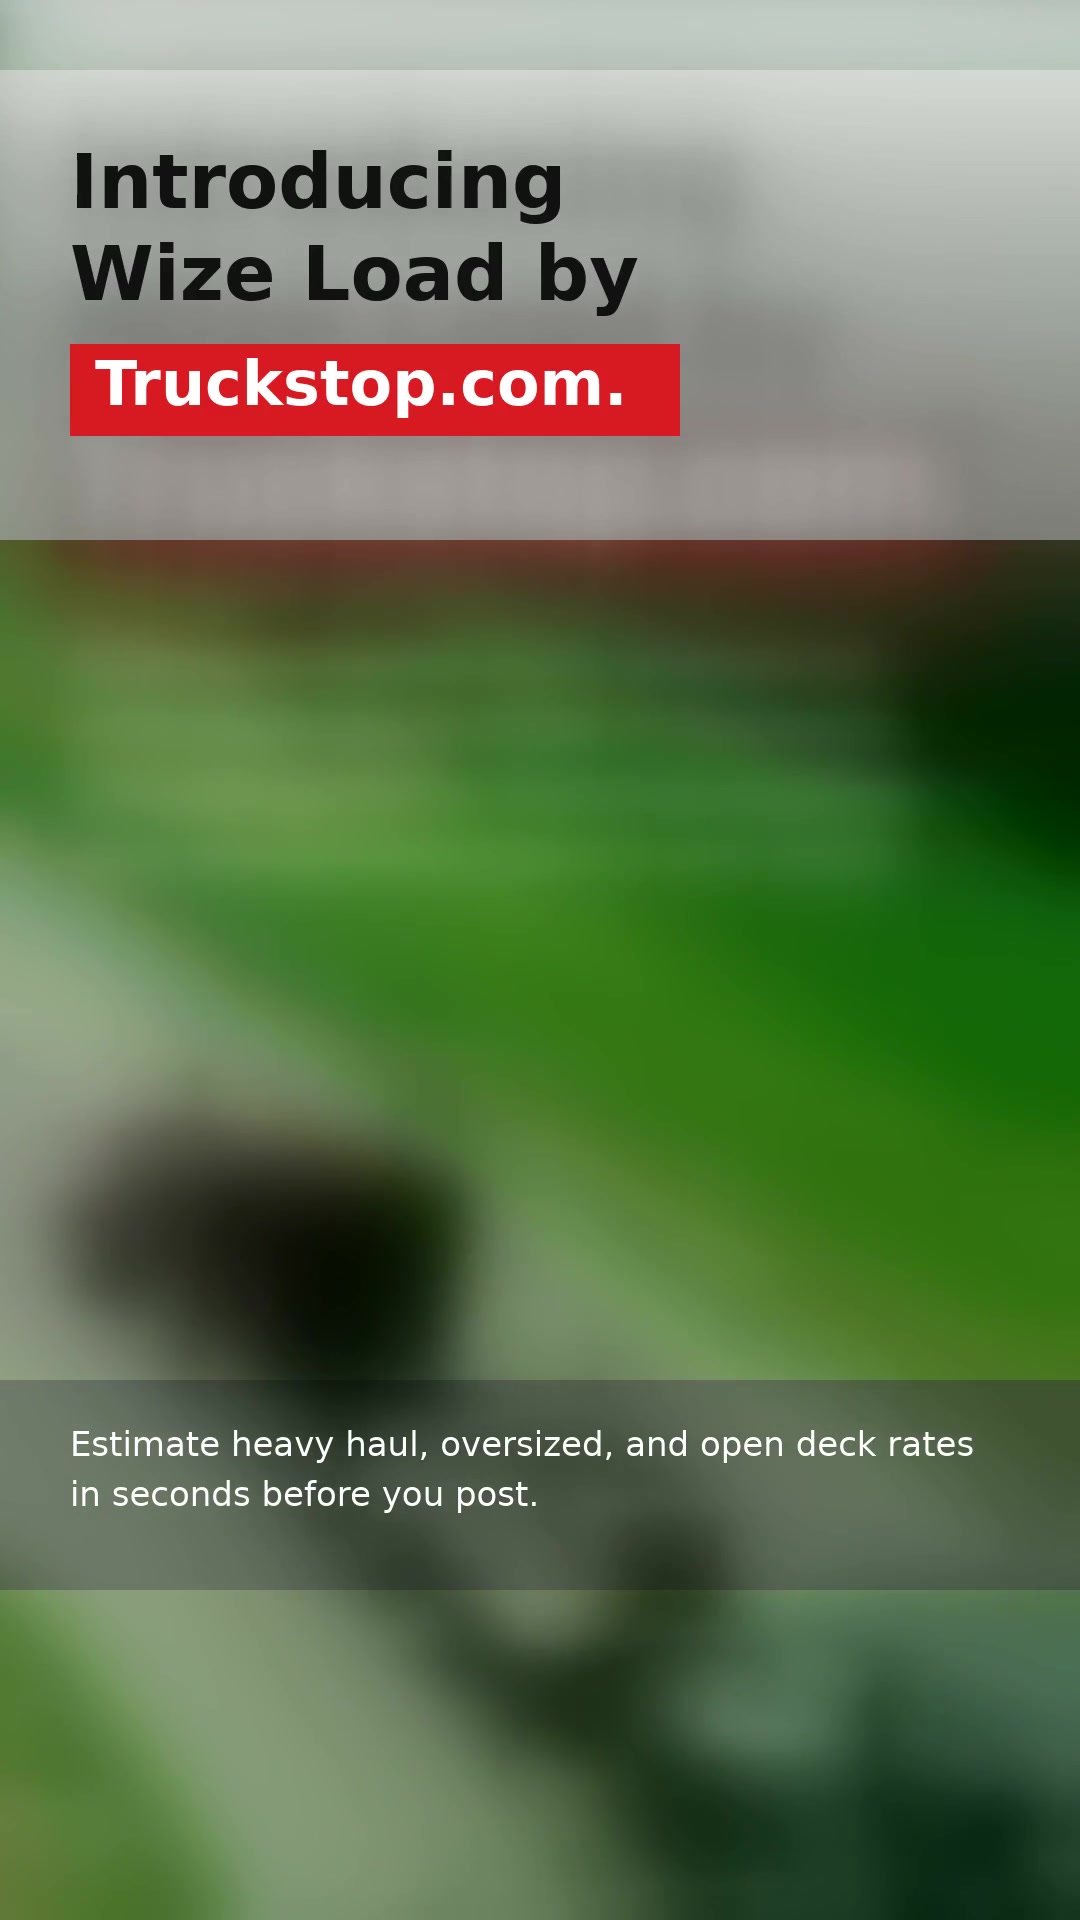 Introducing
Wize Load by
Truckstop.com.
Estimate heavy haul, oversized, and open deck rates
in seconds before you post.